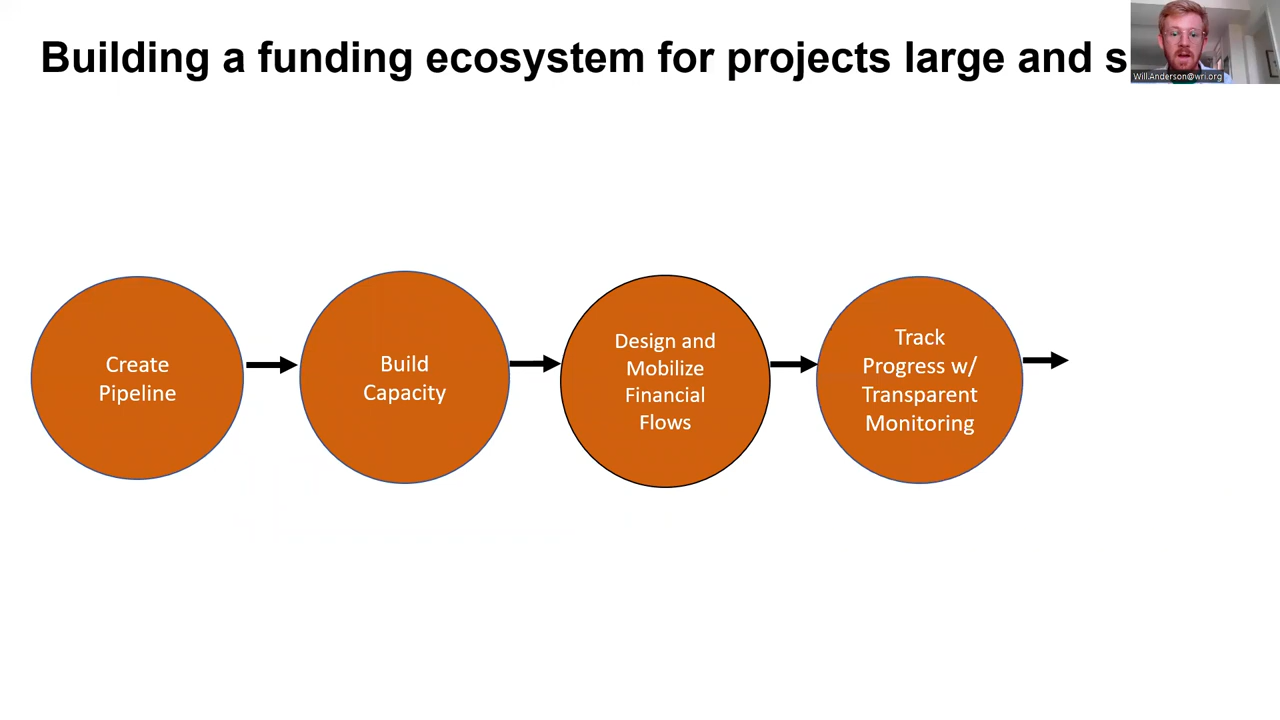 Building a funding ecosystem for projects large and s
Will.Anderson@wri.org
Create
Pipeline
Build
Capacity
Design and
Mobilize
Financial
Flows
Track
Progress w/
Transparent
Monitoring